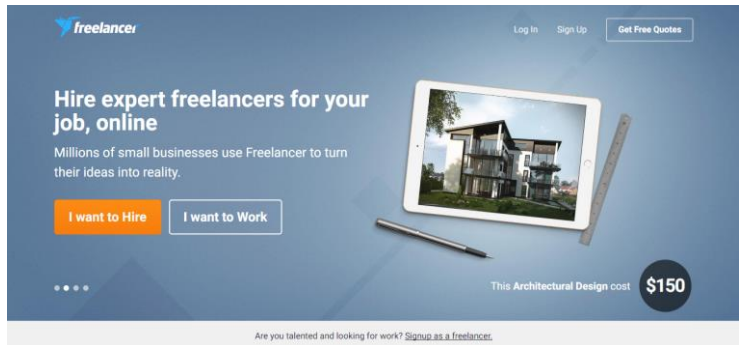 freelancer
Log In
Sign Up
Get Free Quotes
Hire expert freelancers for your
job, online
Millions of small businesses use Freelancer to turn
their ideas into reality.
I want to Hire
I want to Work
This Architectural Design cost
$150
Are you talented and looking for work? Signup as a freelancer.